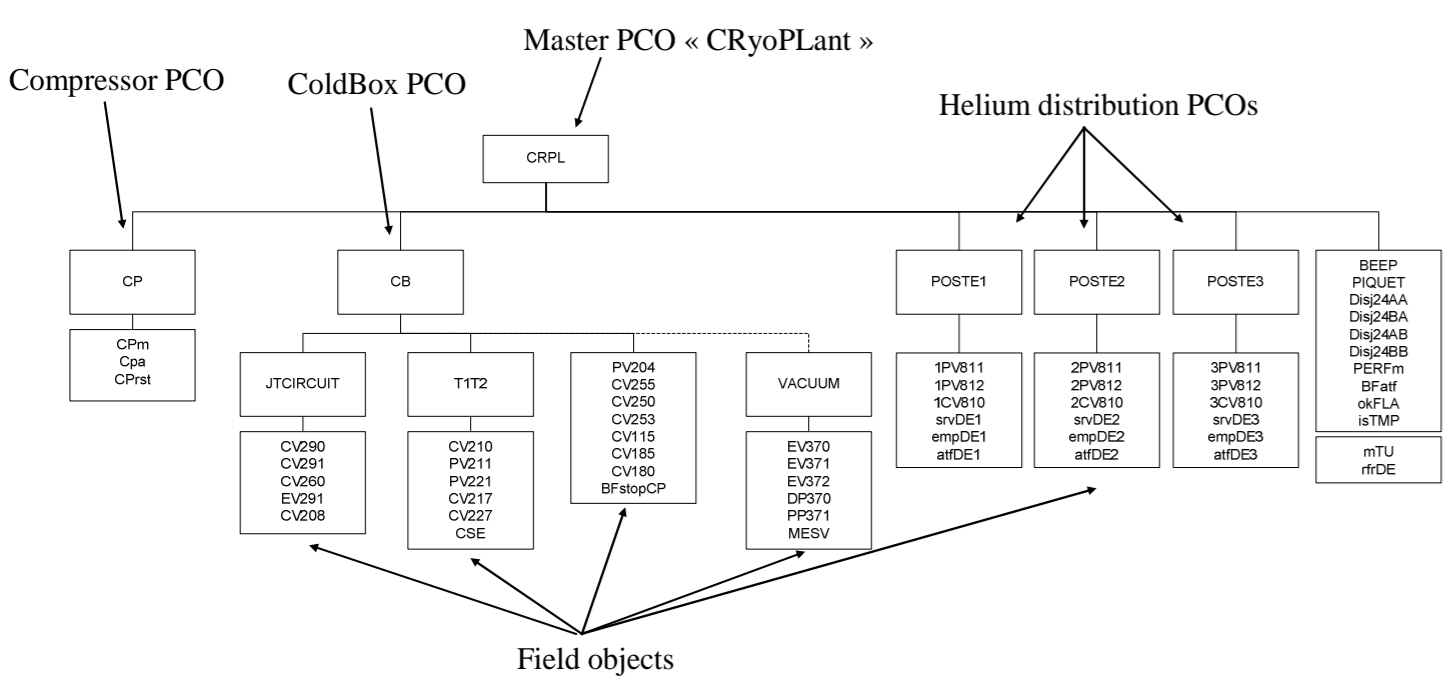 Master PCO « CRyoPLant »
Compressor PCO
ColdBox PCO
Helium distribution PCOs
CRPL
CP
CB
POSTE1
POSTE2
POSTE3
BEEP
PIQUET
Disj24AA
Disj24BA
Disj24AB
Disj24BB
PERFm
BFatf
okFLA
isTMP
mTU
rfrDE
CPm
Cpa
CPrst
JTCIRCUIT
T1T2
PV204
CV255
CV250
CV253
CV115
CV185
CV180
BFstopCP
VACUUM
1PV811
1PV812
1CV810
srvDE1
empDE1
atfDE1
2PV811
2PV812
2CV810
srvDE2
empDE2
atfDE2
3PV811
3PV812
3CV810
srvDE3
empDE3
atfDE3
CV290
CV291
CV260
EV291
CV208
CV210
PV211
PV221
CV217
CV227
CSE
EV370
EV371
EV372
DP370
PP371
MESV
Field objects